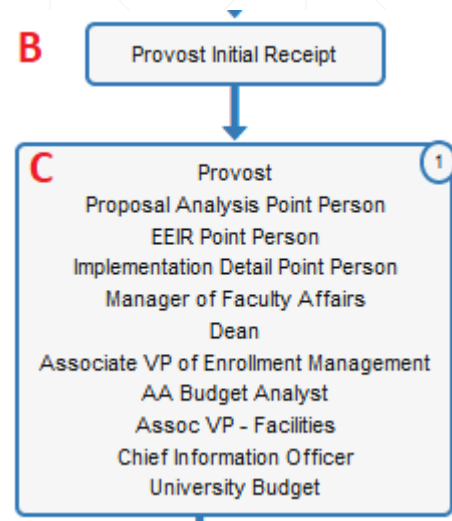 B
Provost Initial Receipt
C
1
Provost
Proposal Analysis Point Person
EEIR Point Person
Implementation Detail Point Person
Manager of Faculty Affairs
Dean
Associate VP of Enrollment Management
AA Budget Analyst
Assoc VP - Facilities
Chief Information Officer
University Budget